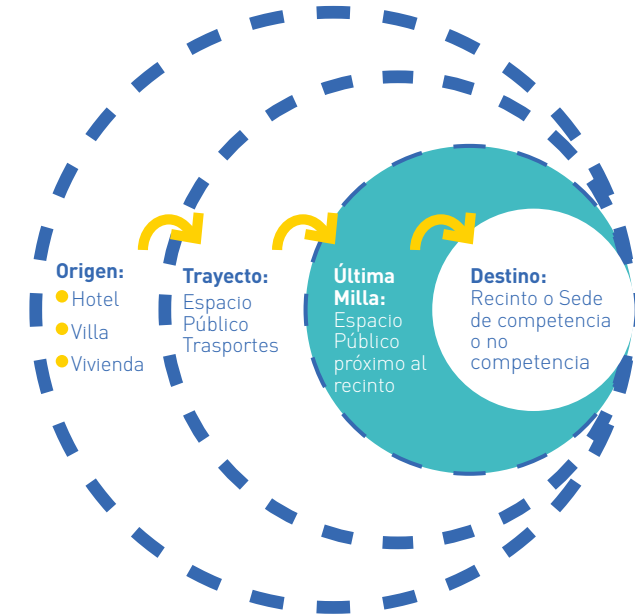 Origen:
Hotel
Villa
Vivienda
Trayecto:
Espacio
Público
Trasportes
Última
Milla:
Espacio
Público
próximo al
recinto
Destino:
Recinto o Sede
de competencia
o no
competencia